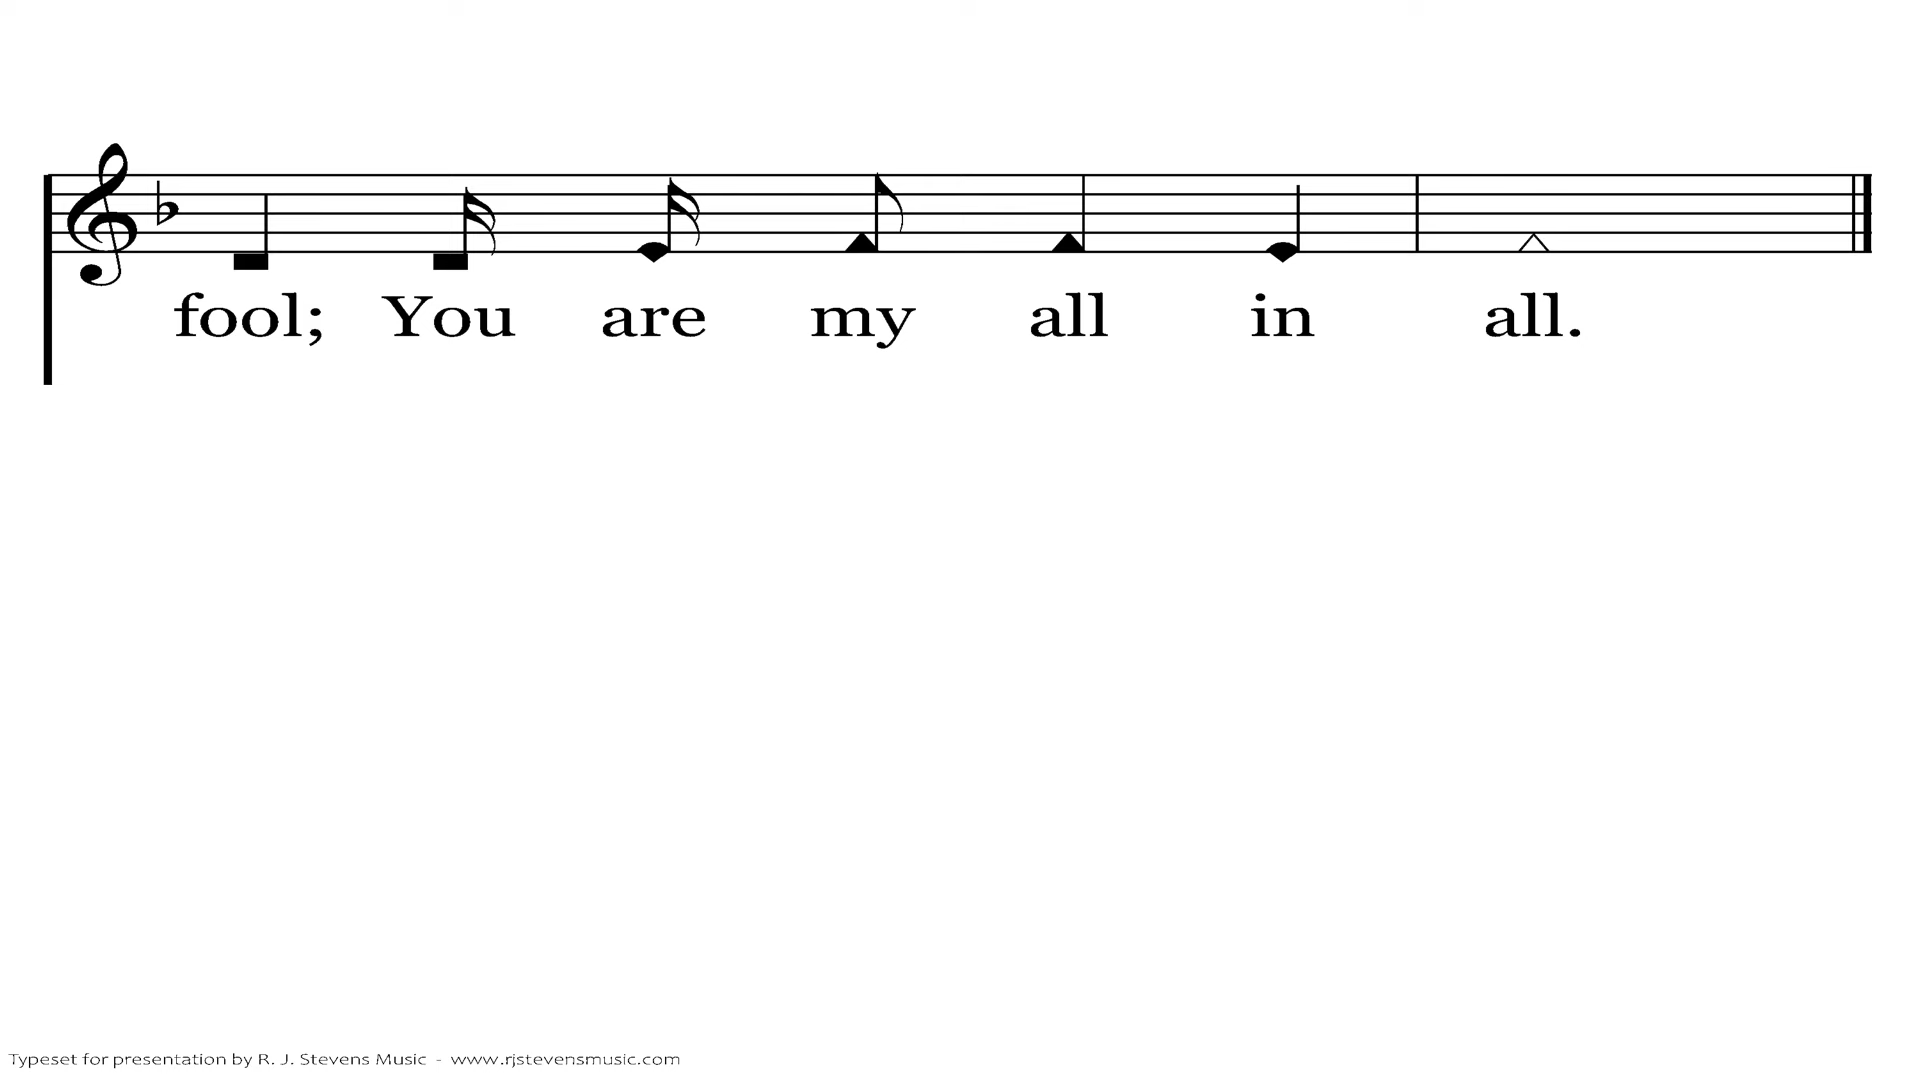 fool; You are my all in all.
Typeset for presentation by R. J. Stevens Music - www.rjstevensmusic.com